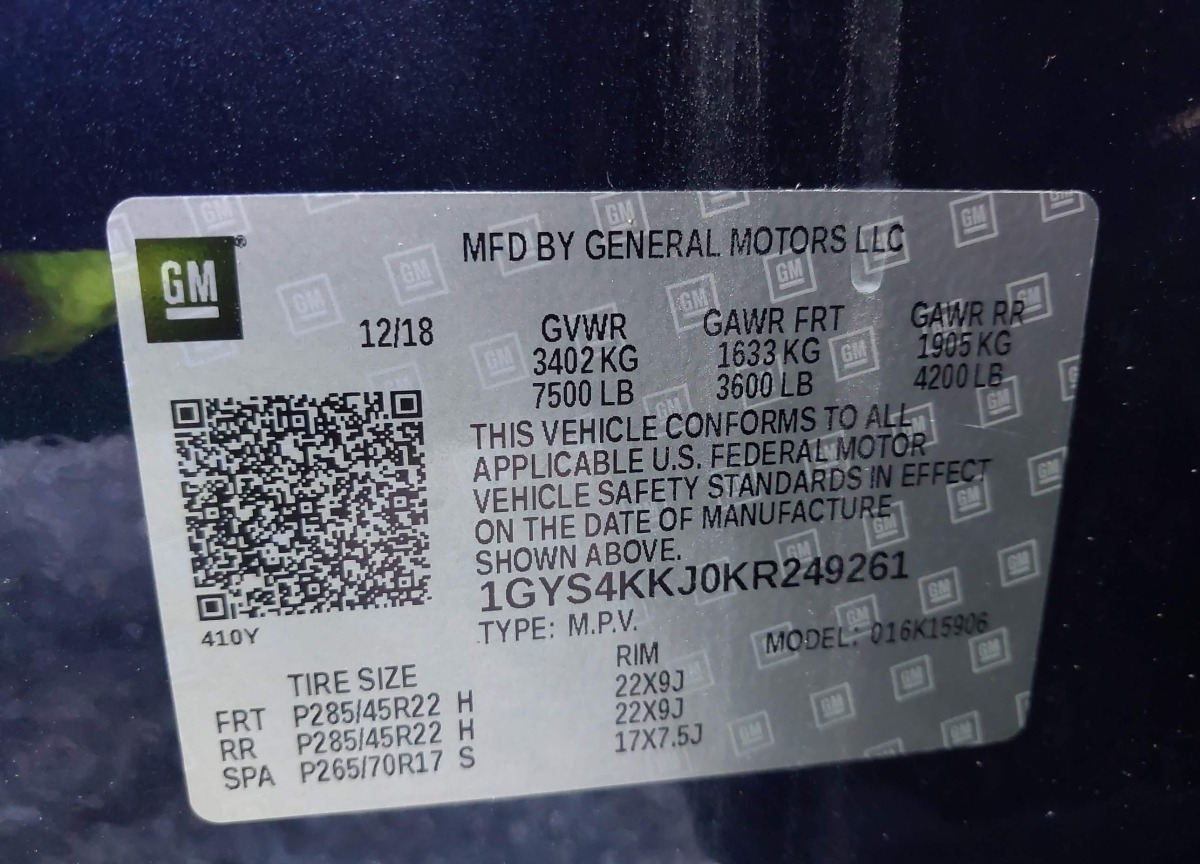 GM ®
MFD BY GENERAL MOTORS LLC
12/18
GVWR GAWR FRT GAWR RR
3402 KG 1633 KG 1905 KG
7500 LB 3600 LB 4200 LB
THIS VEHICLE CONFORMS TO ALL
APPLICABLE U.S. FEDERAL MOTOR
VEHICLE SAFETY STANDARDS IN EFFECT
ON THE DATE OF MANUFACTURE
SHOWN ABOVE.
1GYS4KKJ0KR249261
410Y
TYPE: M.P.V. MODEL: 016K15906
TIRE SIZE RIM
FRT P285/45R22 H 22X9J
RR P285/45R22 H 22X9J
SPA P265/70R17 S 17X7.5J